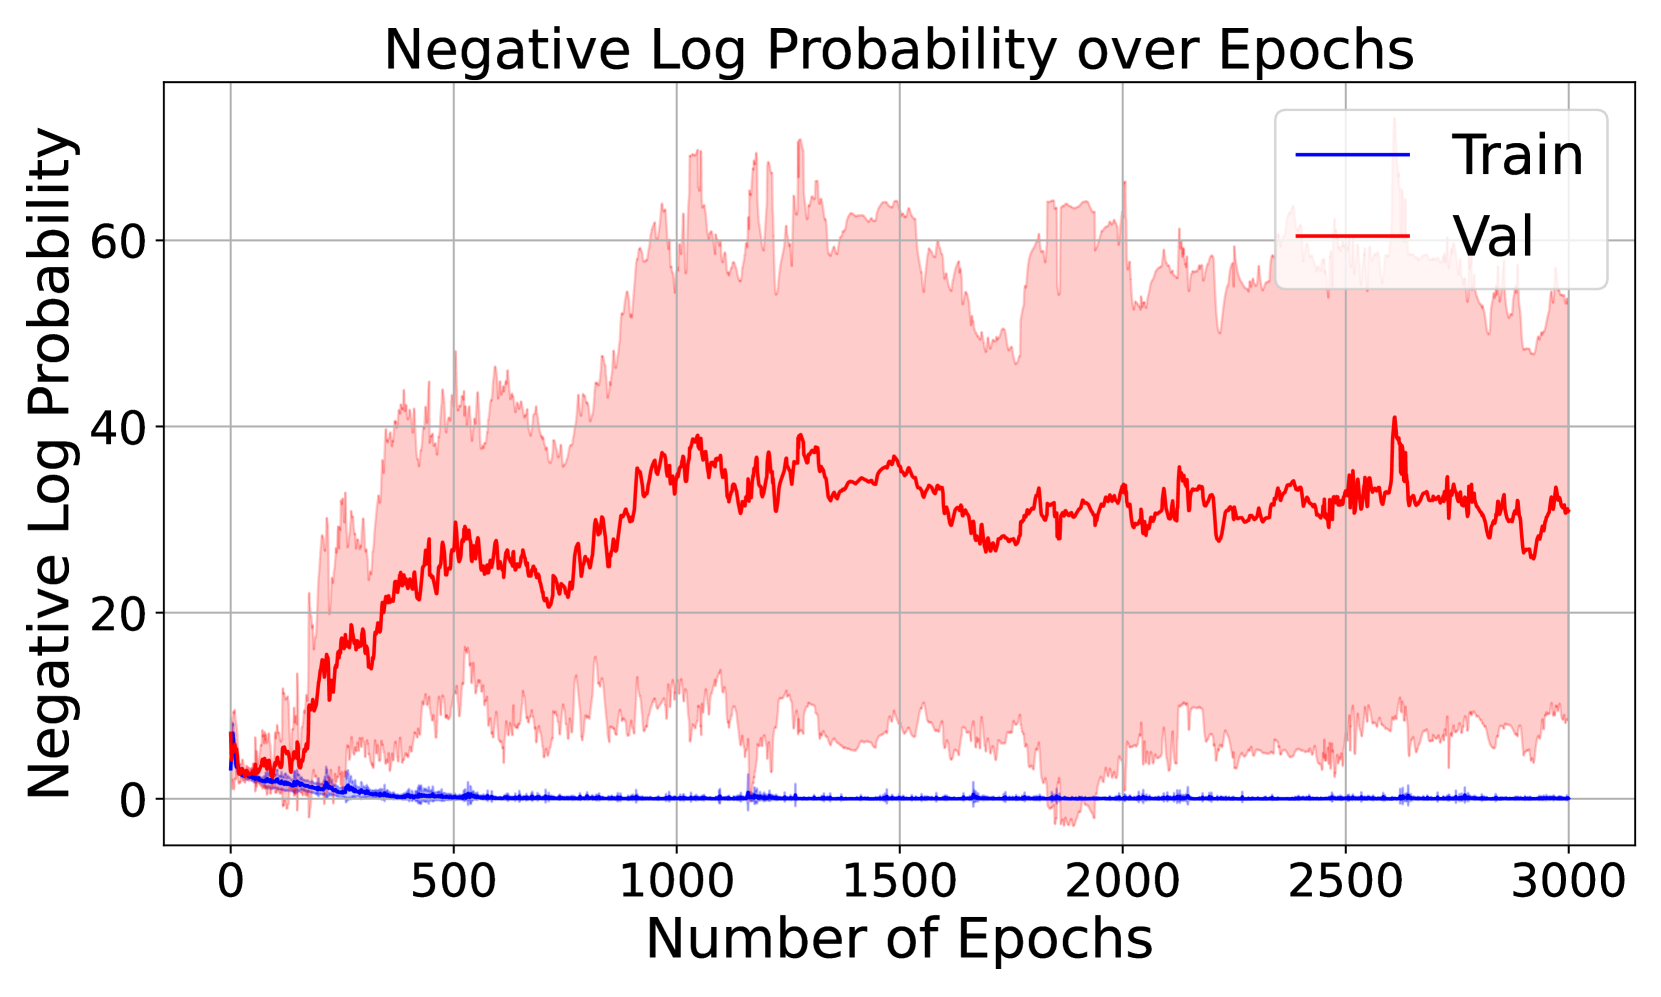 Negative Log Probability over Epochs
Negative Log Probability
60
40
20
0
0 500 1000 1500 2000 2500 3000
Number of Epochs
Train
Val